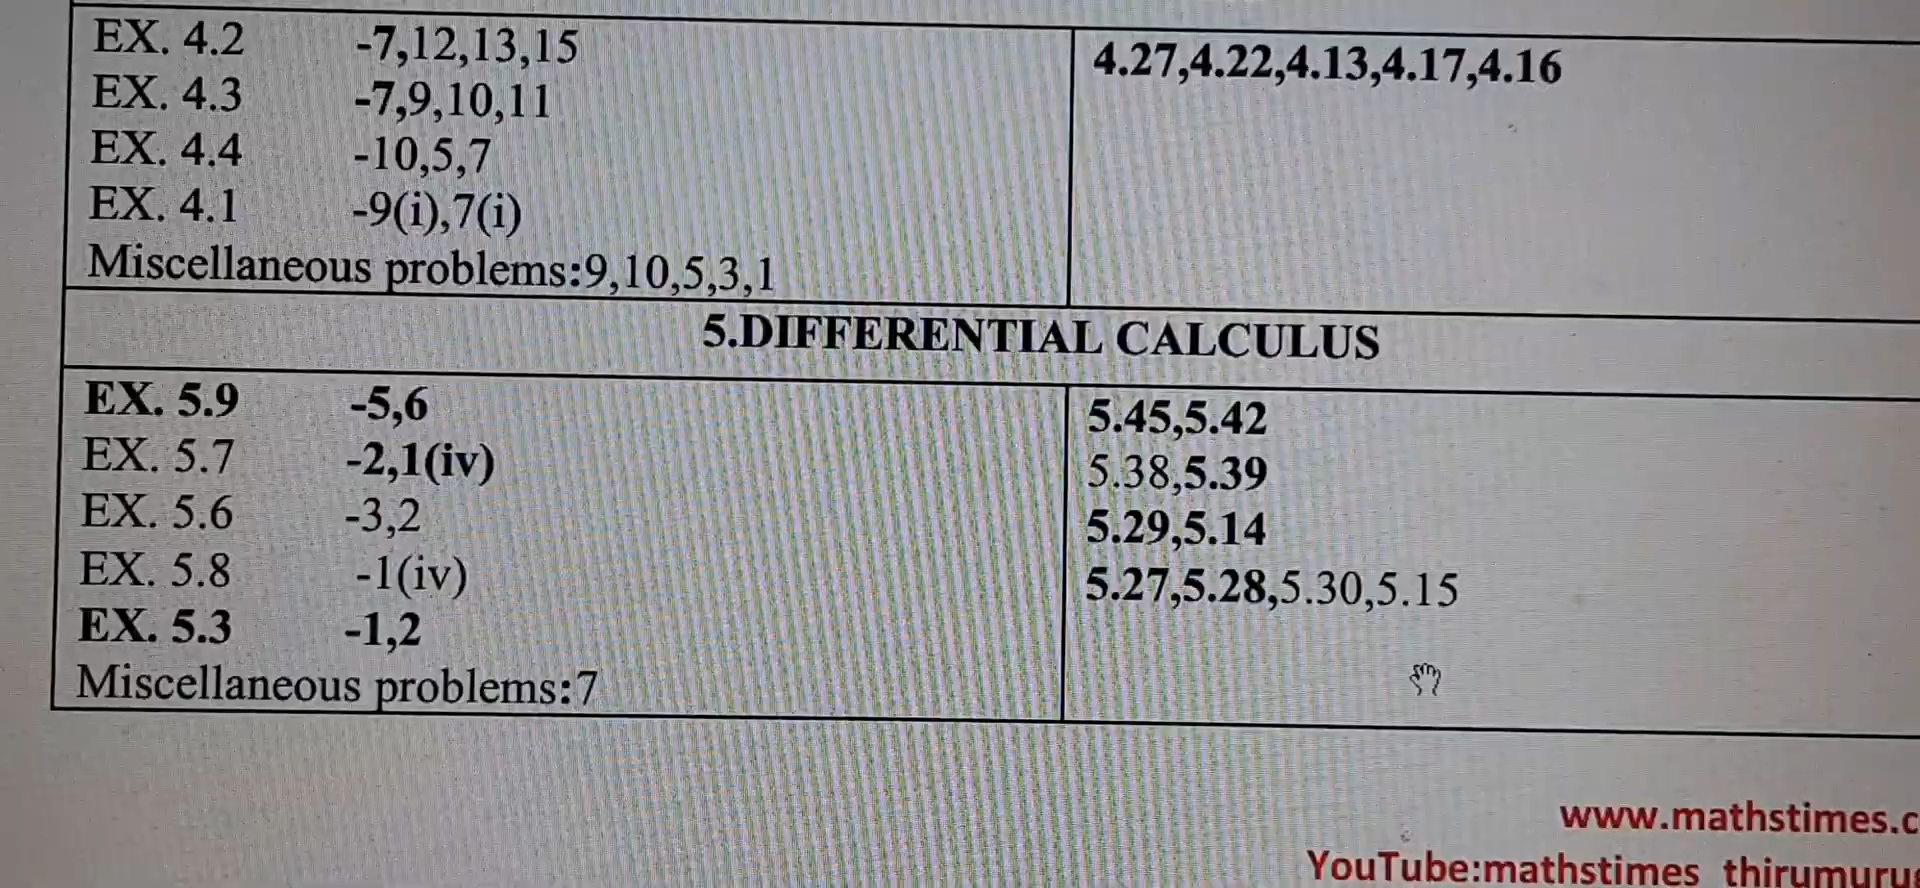 EX. 4.2 -7,12,13,15
EX. 4.3 -7,9,10,11
EX. 4.4 -10,5,7
EX. 4.1 -9(i),7(i)
Miscellaneous problems:9,10,5,3,1
4.27,4.22,4.13,4.17,4.16
5.DIFFERENTIAL CALCULUS
EX. 5.9 -5,6
EX. 5.7 -2,1(iv)
EX. 5.6 -3,2
EX. 5.8 -1(iv)
EX. 5.3 -1,2
Miscellaneous problems:7
5.45,5.42
5.38,5.39
5.29,5.14
5.27,5.28,5.30,5.15
www.mathstimes.c
YouTube:mathstimes